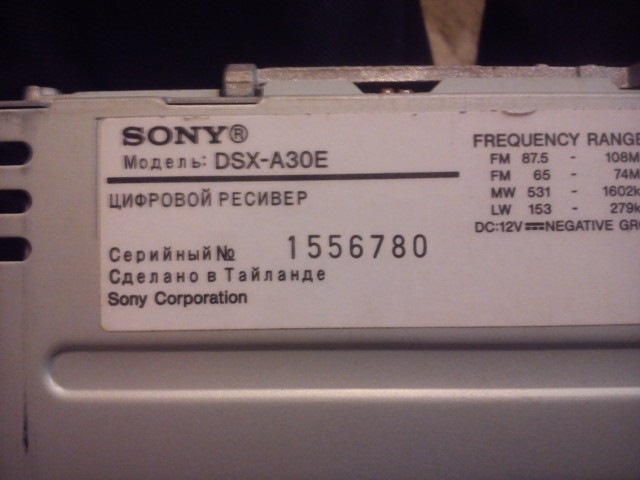 SONY®
Модель: DSX-A30E
ЦИФРОВОЙ РЕСИВЕР
Серийный № 1556780
Сделано в Тайланде
Sony Corporation
FREQUENCY RANGE
FM 87.5 - 108M
FM 65 - 74M
MW 531 - 1602k
LW 153 - 279k
DC:12V⎓NEGATIVE GR